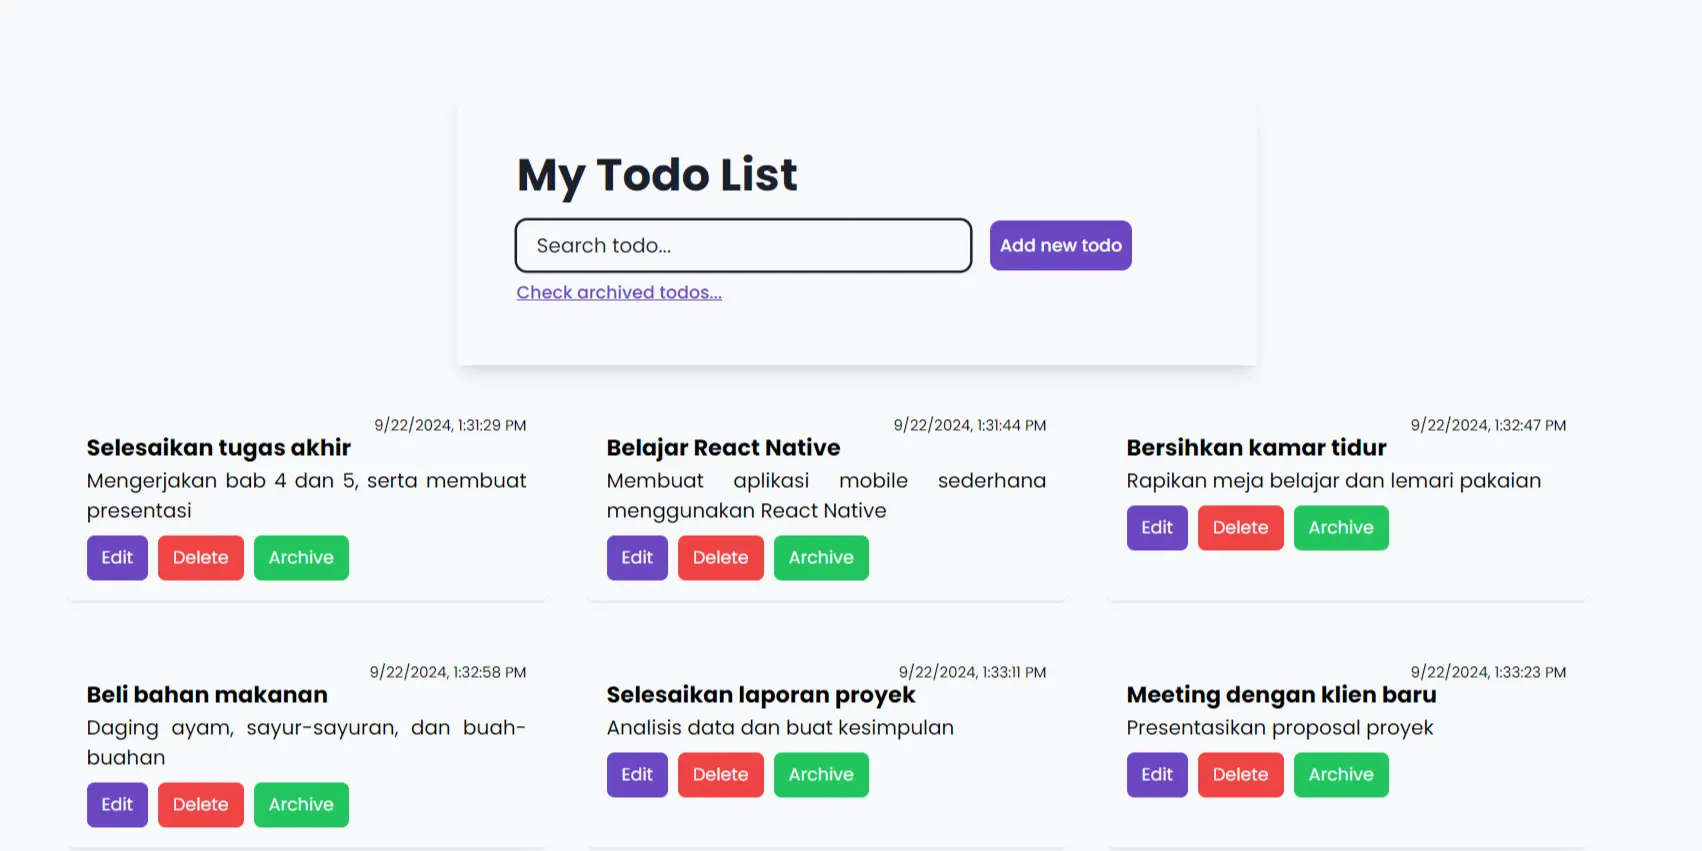 My Todo List
Search todo...
Add new todo
Check archived todos...
9/22/2024, 1:31:29 PM
Selesaikan tugas akhir
Mengerjakan bab 4 dan 5, serta membuat
presentasi
Edit Delete Archive
9/22/2024, 1:31:44 PM
Belajar React Native
Membuat aplikasi mobile sederhana
menggunakan React Native
Edit Delete Archive
9/22/2024, 1:32:47 PM
Bersihkan kamar tidur
Rapikan meja belajar dan lemari pakaian
Edit Delete Archive
9/22/2024, 1:32:58 PM
Beli bahan makanan
Daging ayam, sayur-sayuran, dan buah-
buahan
Edit Delete Archive
9/22/2024, 1:33:11 PM
Selesaikan laporan proyek
Analisis data dan buat kesimpulan
Edit Delete Archive
9/22/2024, 1:33:23 PM
Meeting dengan klien baru
Presentasikan proposal proyek
Edit Delete Archive